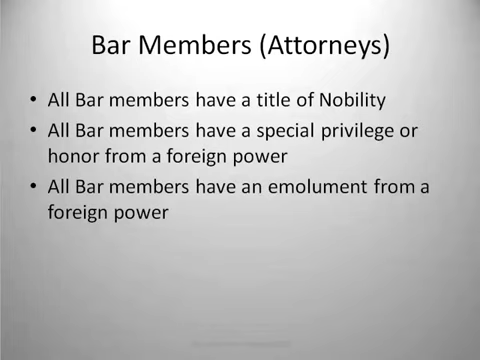 Bar Members (Attorneys)
• All Bar members have a title of Nobility
• All Bar members have a special privilege or
honor from a foreign power
• All Bar members have an emolument from a
foreign power